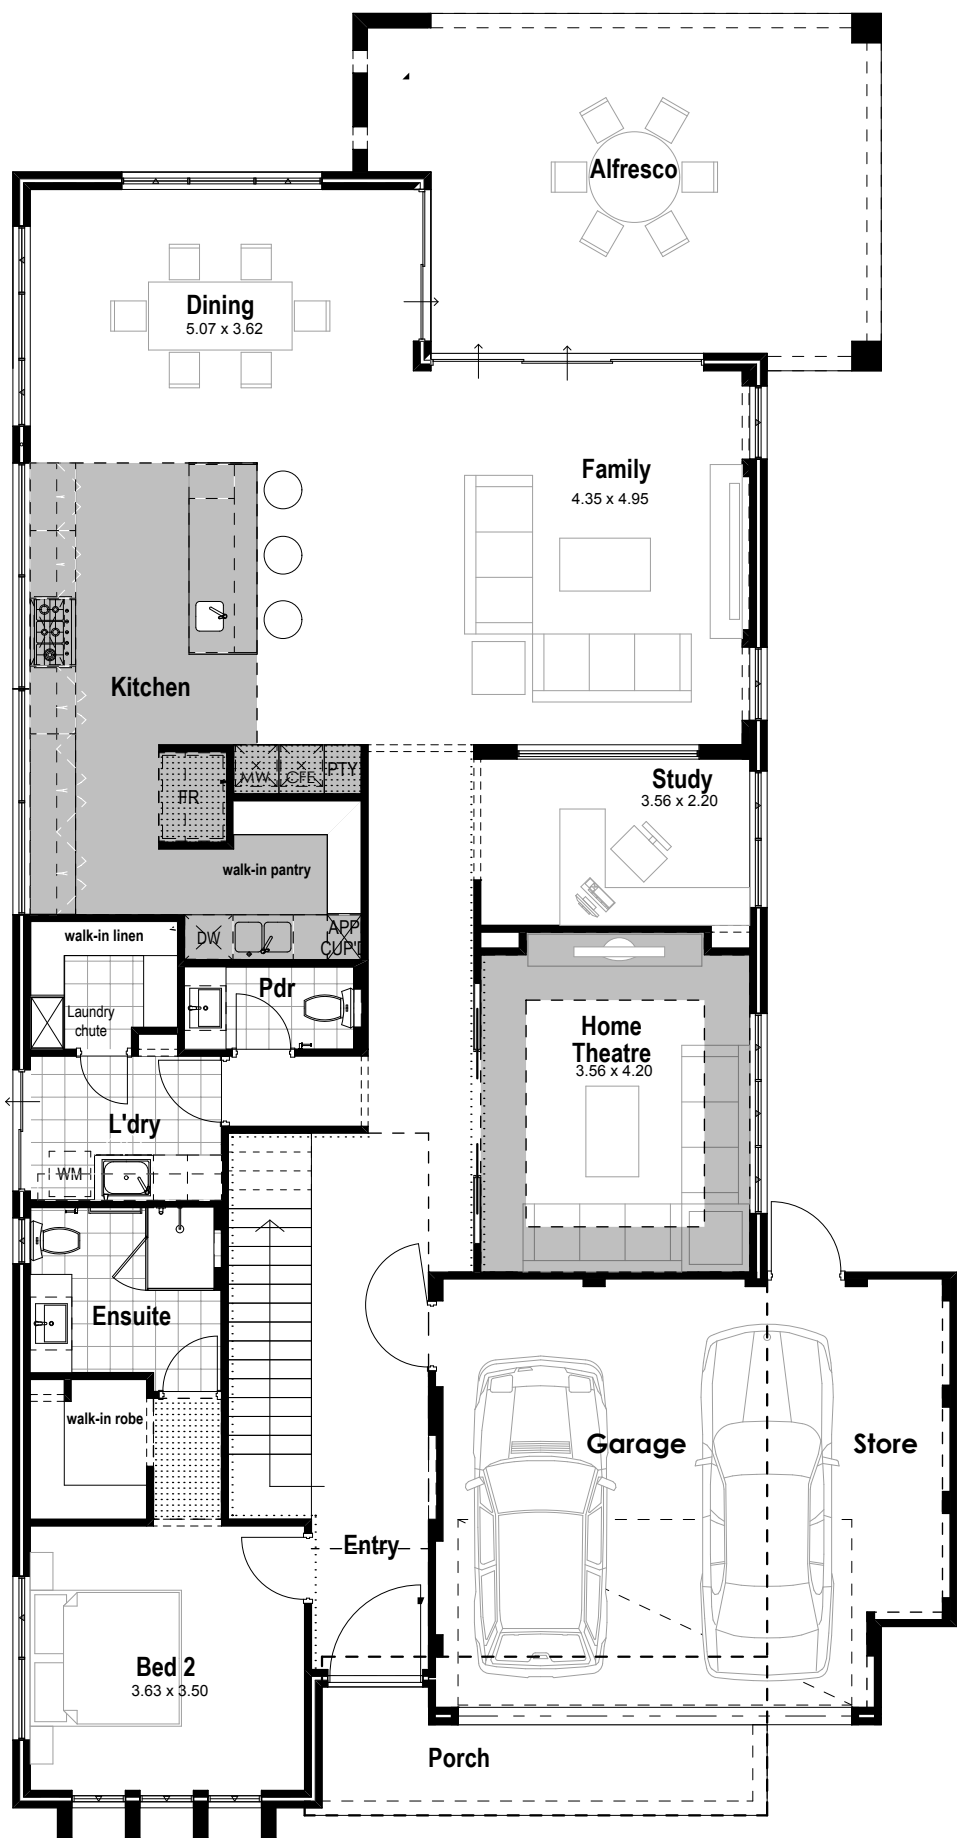 Alfresco
Dining
5.07 x 3.62
Family
4.35 x 4.95
Kitchen
MW
CFE
PTY
FR
Study
3.56 x 2.20
walk-in pantry
DW
APP
CUP'D
walk-in linen
Pdr
Laundry
chute
Home
Theatre
3.56 x 4.20
L'dry
WM
Ensuite
walk-in robe
Garage
Store
Entry
Bed 2
3.63 x 3.50
Porch